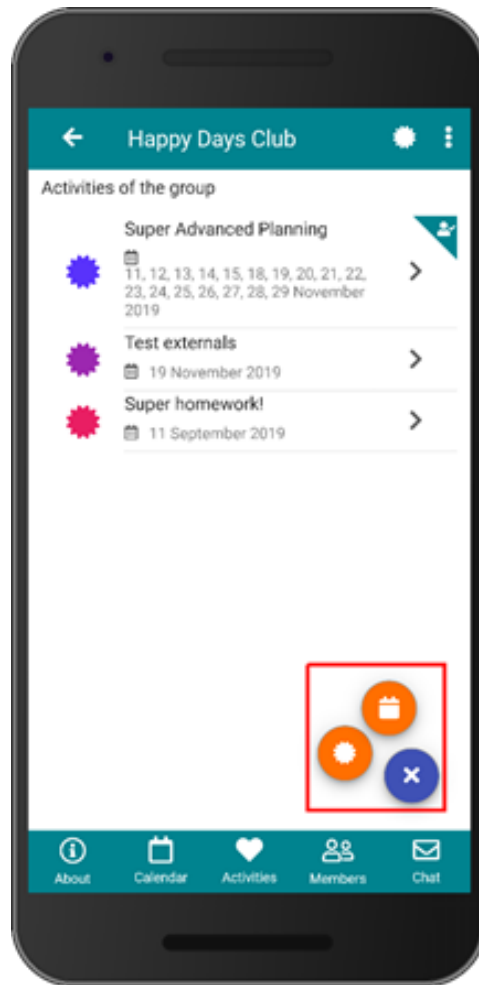 Happy Days Club
Activities of the group
Super Advanced Planning
11, 12, 13, 14, 15, 18, 19, 20, 21, 22,
23, 24, 25, 26, 27, 28, 29 November
2019
Test externals
19 November 2019
Super homework!
11 September 2019
About Calendar Activities Members Chat